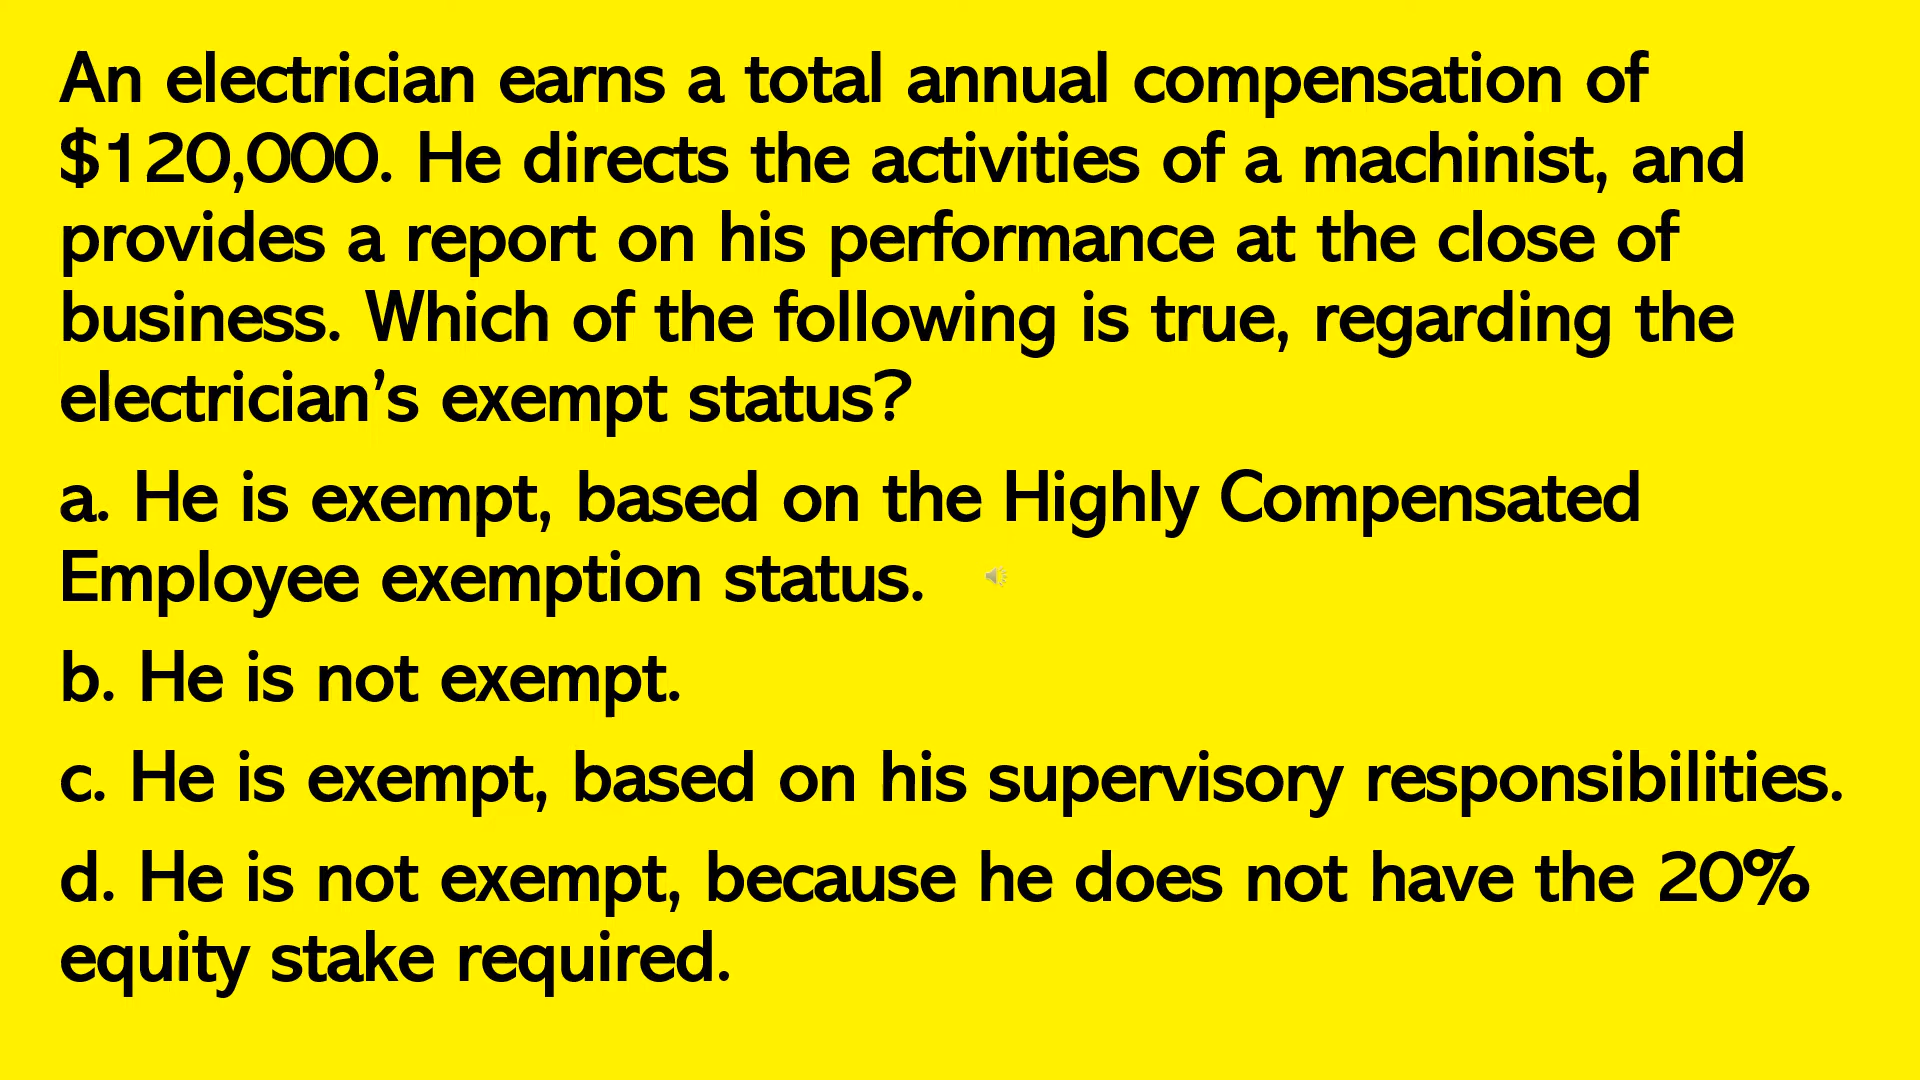 An electrician earns a total annual compensation of
$120,000. He directs the activities of a machinist, and
provides a report on his performance at the close of
business. Which of the following is true, regarding the
electrician’s exempt status?
a. He is exempt, based on the Highly Compensated
Employee exemption status.
b. He is not exempt.
c. He is exempt, based on his supervisory responsibilities.
d. He is not exempt, because he does not have the 20%
equity stake required.